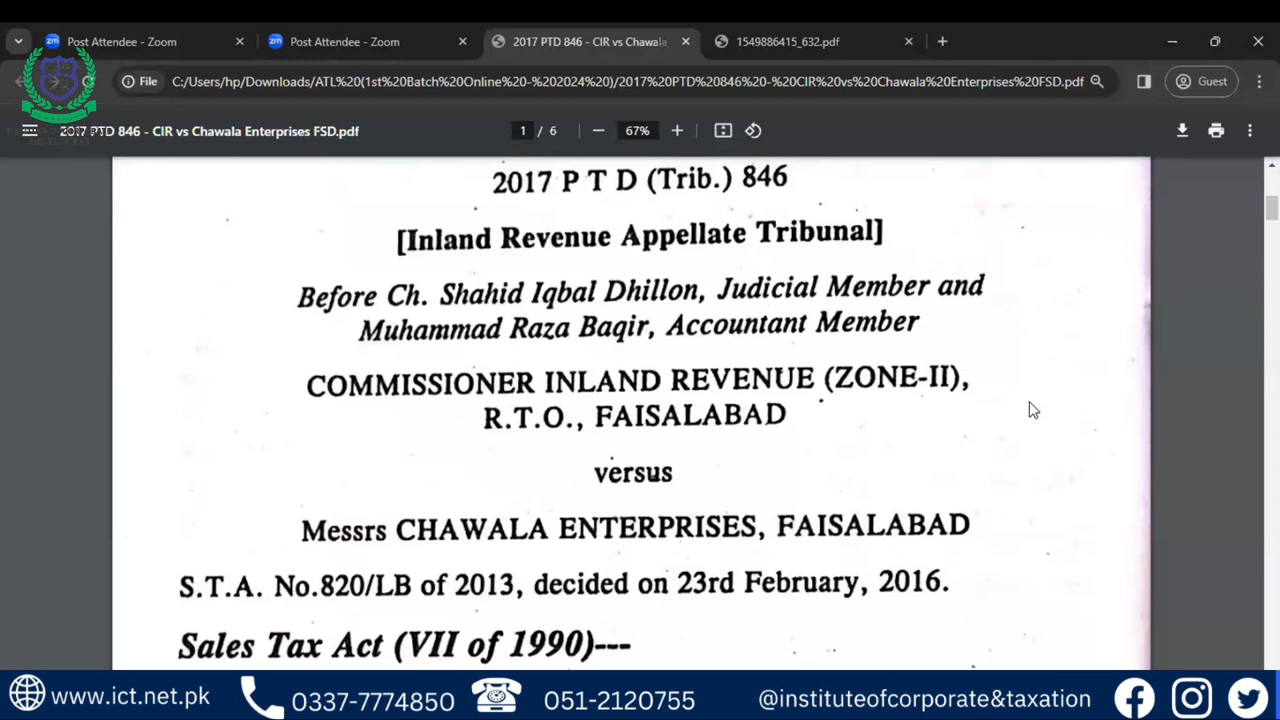 Post Attendee - Zoom
Post Attendee - Zoom
2017 PTD 846 - CIR vs Chawala
1549886415_632.pdf
File
C:/Users/hp/Downloads/ATL%20(1st%20Batch%20Online%20-%202024%20)/2017%20PTD%20846%20-%20CIR%20vs%20Chawala%20Enterprises%20FSD.pdf
Guest
2017 PTD 846 - CIR vs Chawala Enterprises FSD.pdf
1 / 6
67%
2017 P T D (Trib.) 846
[Inland Revenue Appellate Tribunal]
Before Ch. Shahid Iqbal Dhillon, Judicial Member and
Muhammad Raza Baqir, Accountant Member
COMMISSIONER INLAND REVENUE (ZONE-II),
R.T.O., FAISALABAD
versus
Messrs CHAWALA ENTERPRISES, FAISALABAD
S.T.A. No.820/LB of 2013, decided on 23rd February, 2016.
Sales Tax Act (VII of 1990)---
www.ict.net.pk
0337-7774850
051-2120755
@instituteofcorporate&taxation